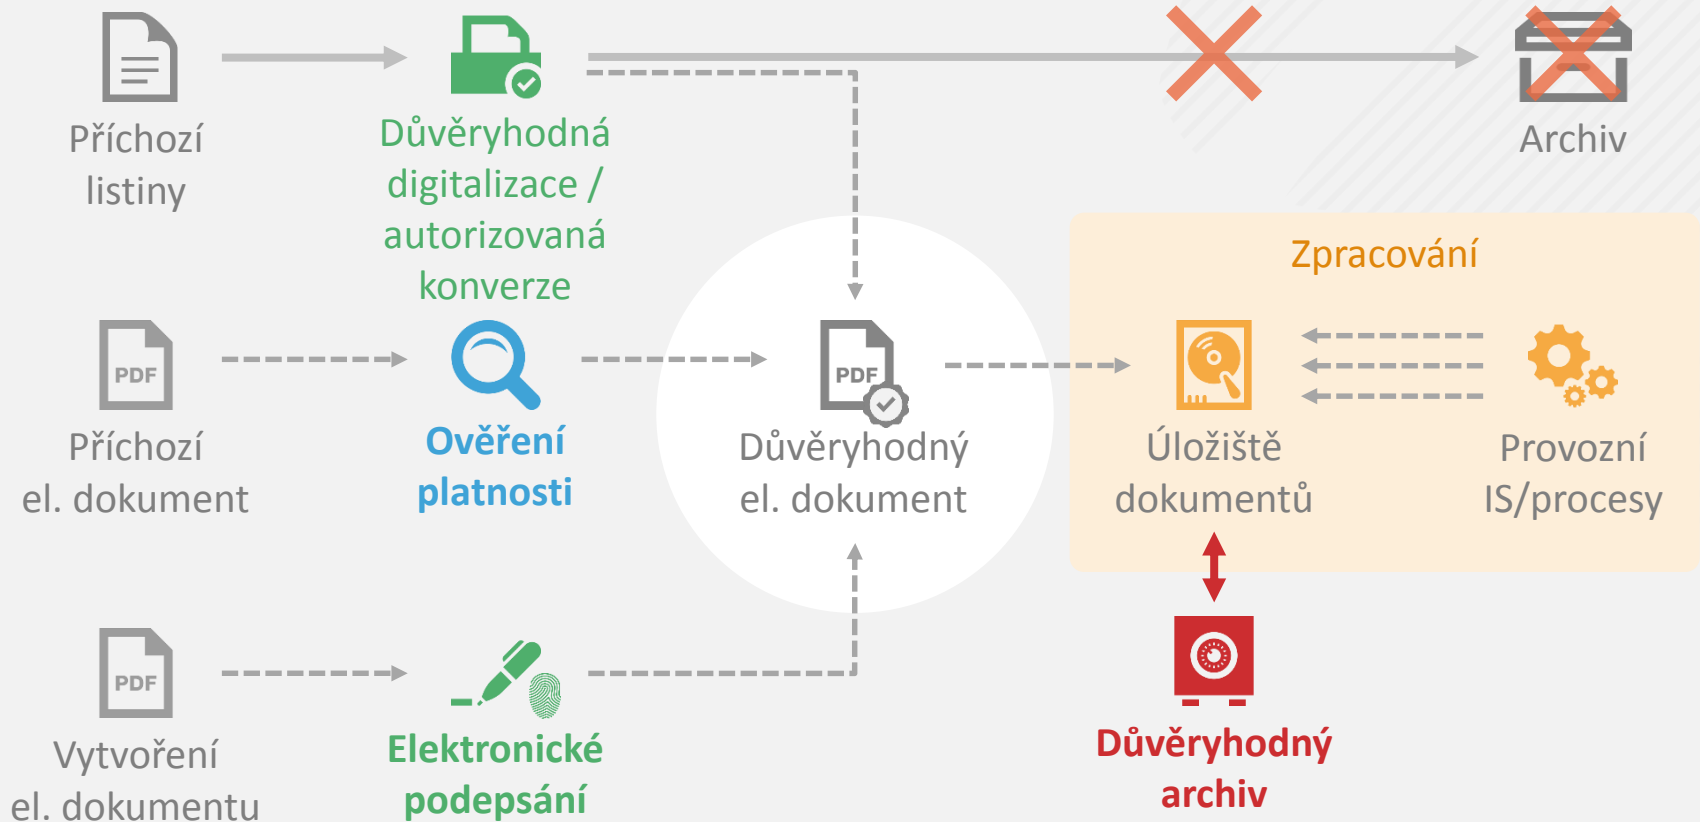 Příchozí
listiny
Důvěryhodná
digitalizace /
autorizovaná
konverze
Archiv
Zpracování
PDF
Příchozí
el. dokument
Ověření
platnosti
PDF
Důvěryhodný
el. dokument
Úložiště
dokumentů
Provozní
IS/procesy
PDF
Vytvoření
el. dokumentu
Elektronické
podepsání
Důvěryhodný
archiv